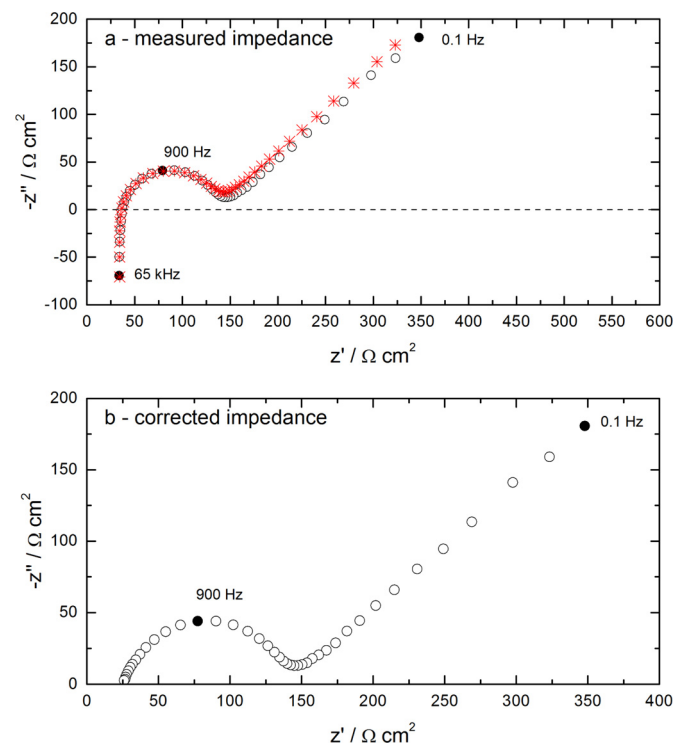 a - measured impedance
0.1 Hz
900 Hz
65 kHz
200
150
100
50
0
-50
-100
-z'' / Ω cm²
0 50 100 150 200 250 300 350 400 450 500 550 600
z' / Ω cm²
b - corrected impedance
0.1 Hz
900 Hz
200
150
100
50
0
-z'' / Ω cm²
0 50 100 150 200 250 300 350 400
z' / Ω cm²